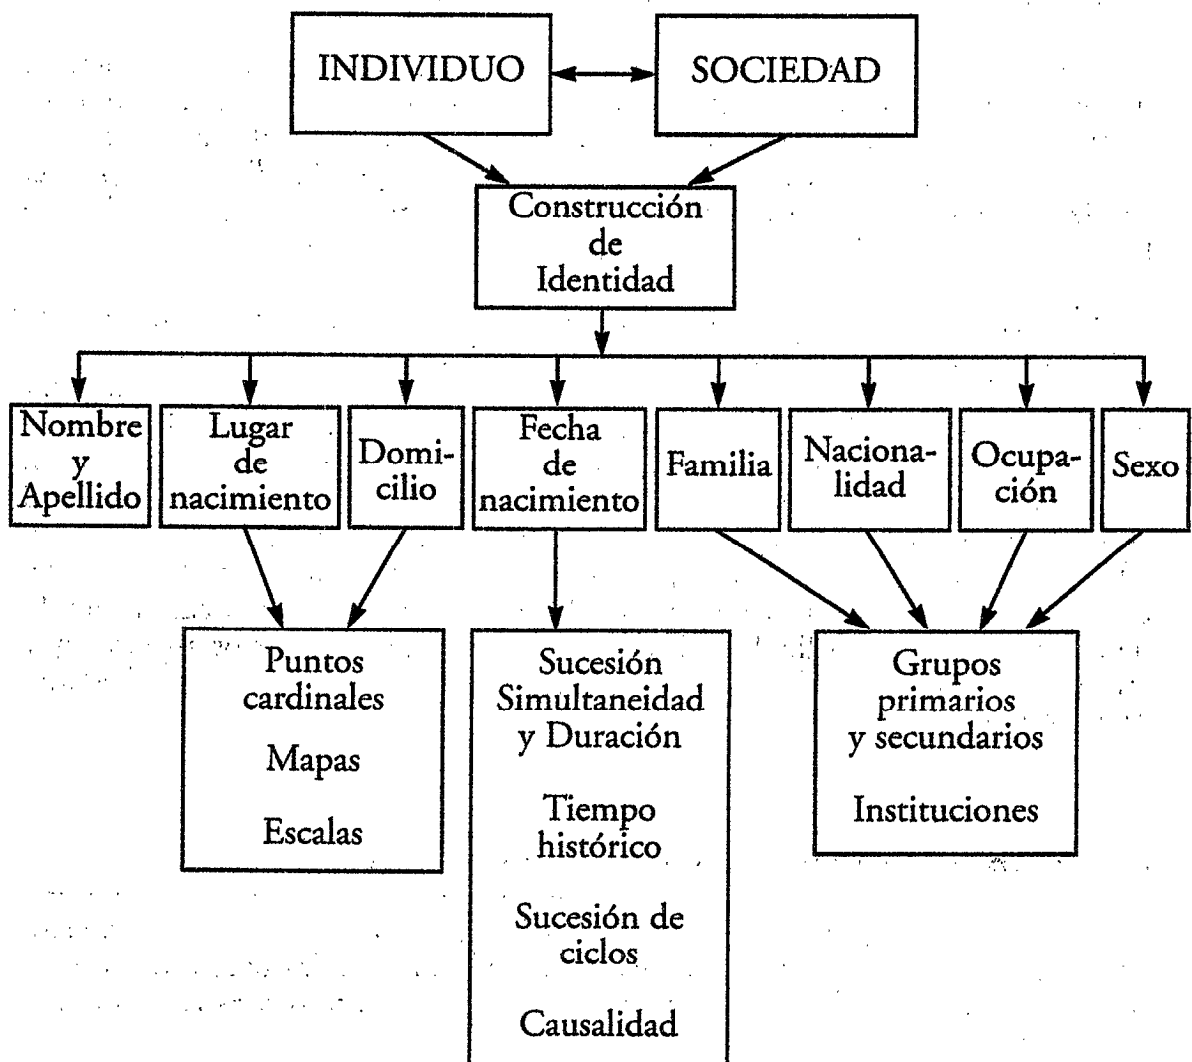 INDIVIDUO
SOCIEDAD
Construcción
de
Identidad
Nombre
y
Apellido
Lugar
de
nacimiento
Domi-
cilio
Fecha
de
nacimiento
Familia
Naciona-
lidad
Ocupa-
ción
Sexo
Puntos
cardinales
Mapas
Escalas
Sucesión
Simultaneidad
y Duración
Tiempo
histórico
Sucesión de
ciclos
Causalidad
Grupos
primarios
y secundarios
Instituciones